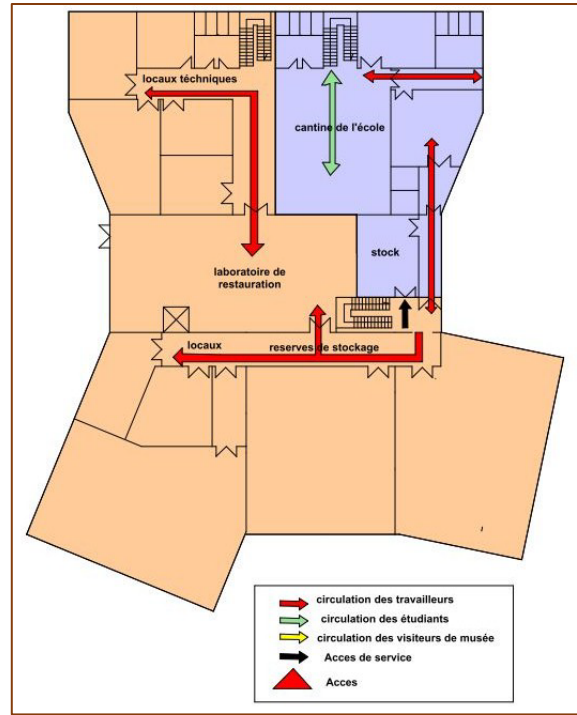 locaux téchniques
cantine de l'école
stock
laboratoire de
restauration
locaux
reserves de stockage
circulation des travailleurs
circulation des étudiants
circulation des visiteurs de musée
Acces de service
Acces